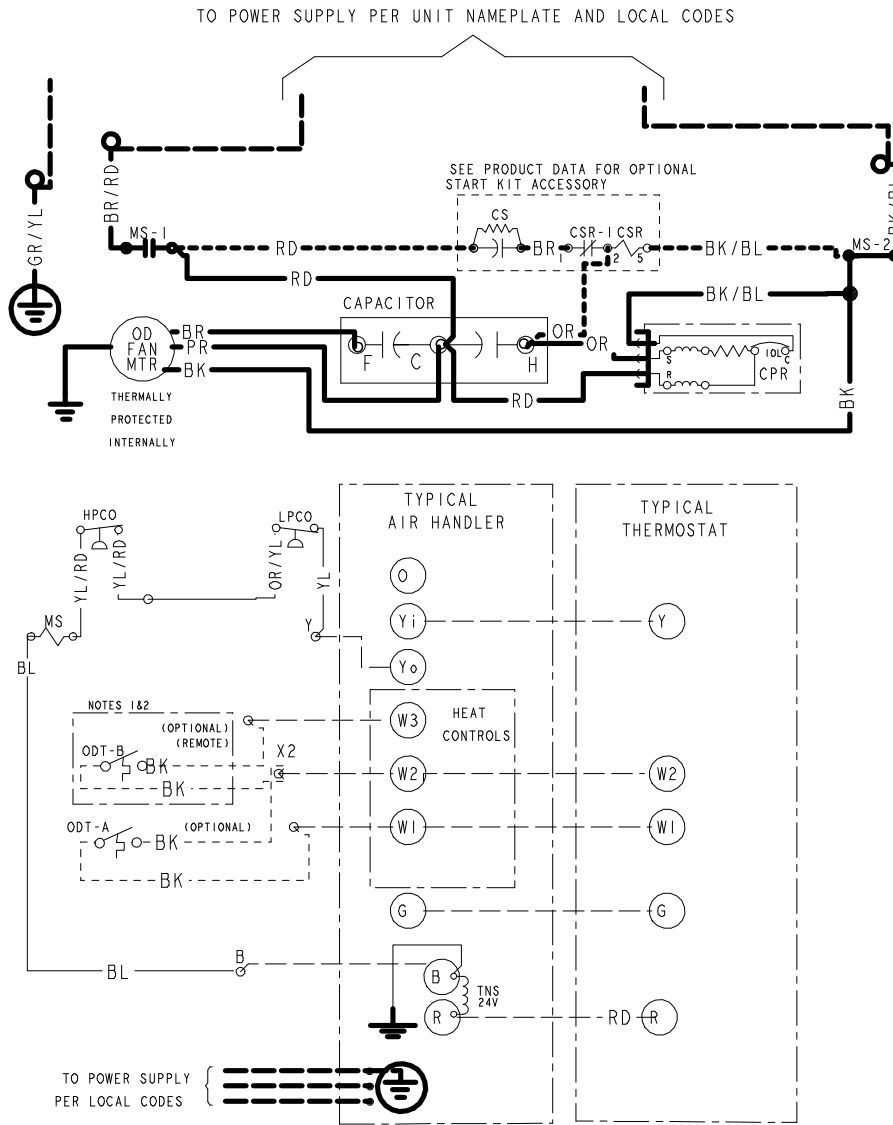 TO POWER SUPPLY PER UNIT NAMEPLATE AND LOCAL CODES
SEE PRODUCT DATA FOR OPTIONAL
START KIT ACCESSORY
BR/RD
GR/YL
BK/BL
CS
MS-1
RD
BR
CSR-1
CSR
1
2
5
BK/BL
MS-2
RD
BK/BL
CAPACITOR
OD
FAN
MTR
BR
PR
BK
F
C
H
OR
OR
S
R
IOL
C
CPR
RD
BK
THERMALLY
PROTECTED
INTERNALLY
HPCO
LPCO
YL/RD
YL/RD
OR/YL
YL
MS
BL
Y
TYPICAL
AIR HANDLER
TYPICAL
THERMOSTAT
O
Yi
Y
Yo
NOTES 1&2
(OPTIONAL)
(REMOTE)
W3
HEAT
CONTROLS
ODT-B
BK
BK
X2
W2
W2
ODT-A
BK
(OPTIONAL)
BK
W1
W1
G
G
BL
B
B
TNS
24V
R
RD
R
TO POWER SUPPLY
PER LOCAL CODES